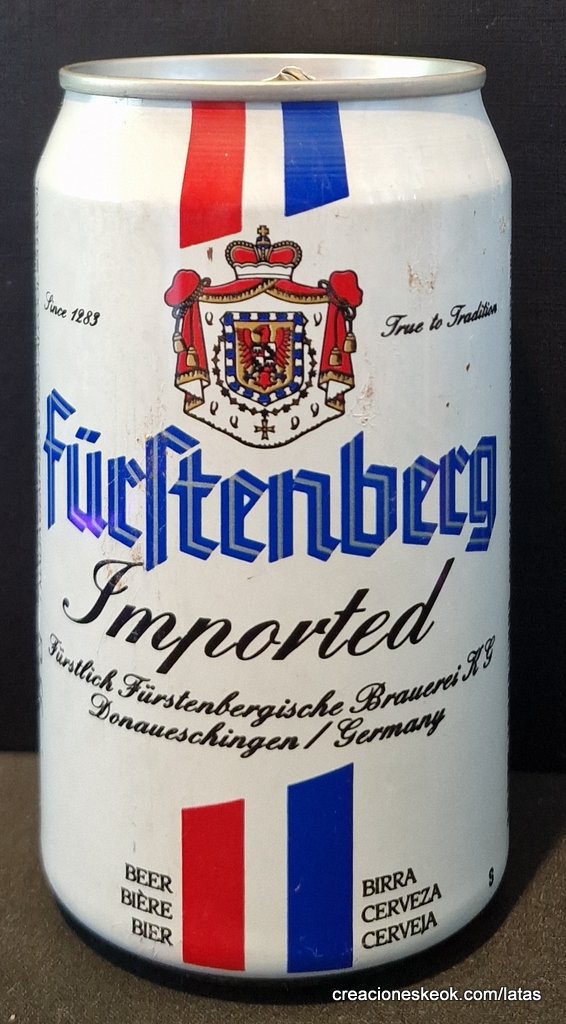 Since 1283
True to Tradition
Fürstenberg
Imported
Fürstlich Fürstenbergische Brauerei KG
Donaueschingen / Germany
BEER
BIÈRE
BIER
BIRRA
CERVEZA
CERVEJA
S
creacioneskeok.com/latas